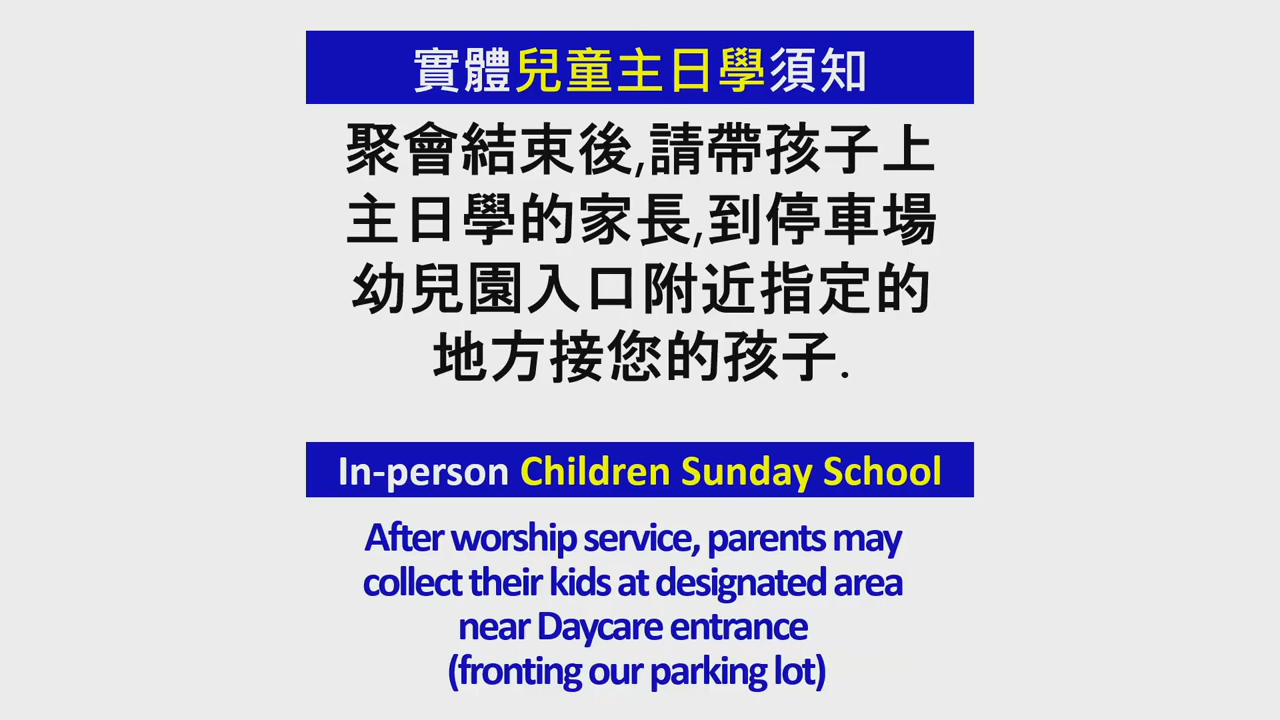 實體兒童主日學須知
聚會結束後,請帶孩子上
主日學的家長,到停車場
幼兒園入口附近指定的
地方接您的孩子.
In-person Children Sunday School
After worship service, parents may
collect their kids at designated area
near Daycare entrance
(fronting our parking lot)